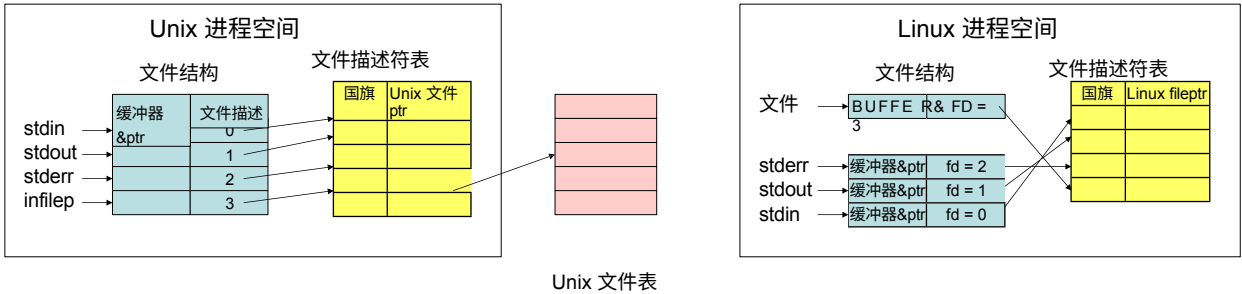 Unix 进程空间
文件结构
文件描述符表
缓冲器
&ptr
文件描述
国旗
Unix 文件
ptr
stdin
0
stdout
1
stderr
2
infilep
3
Unix 文件表
Linux 进程空间
文件结构
文件描述符表
文件
BUFFE R& FD =
3
国旗
Linux fileptr
stderr
缓冲器&ptr
fd = 2
stdout
缓冲器&ptr
fd = 1
stdin
缓冲器&ptr
fd = 0